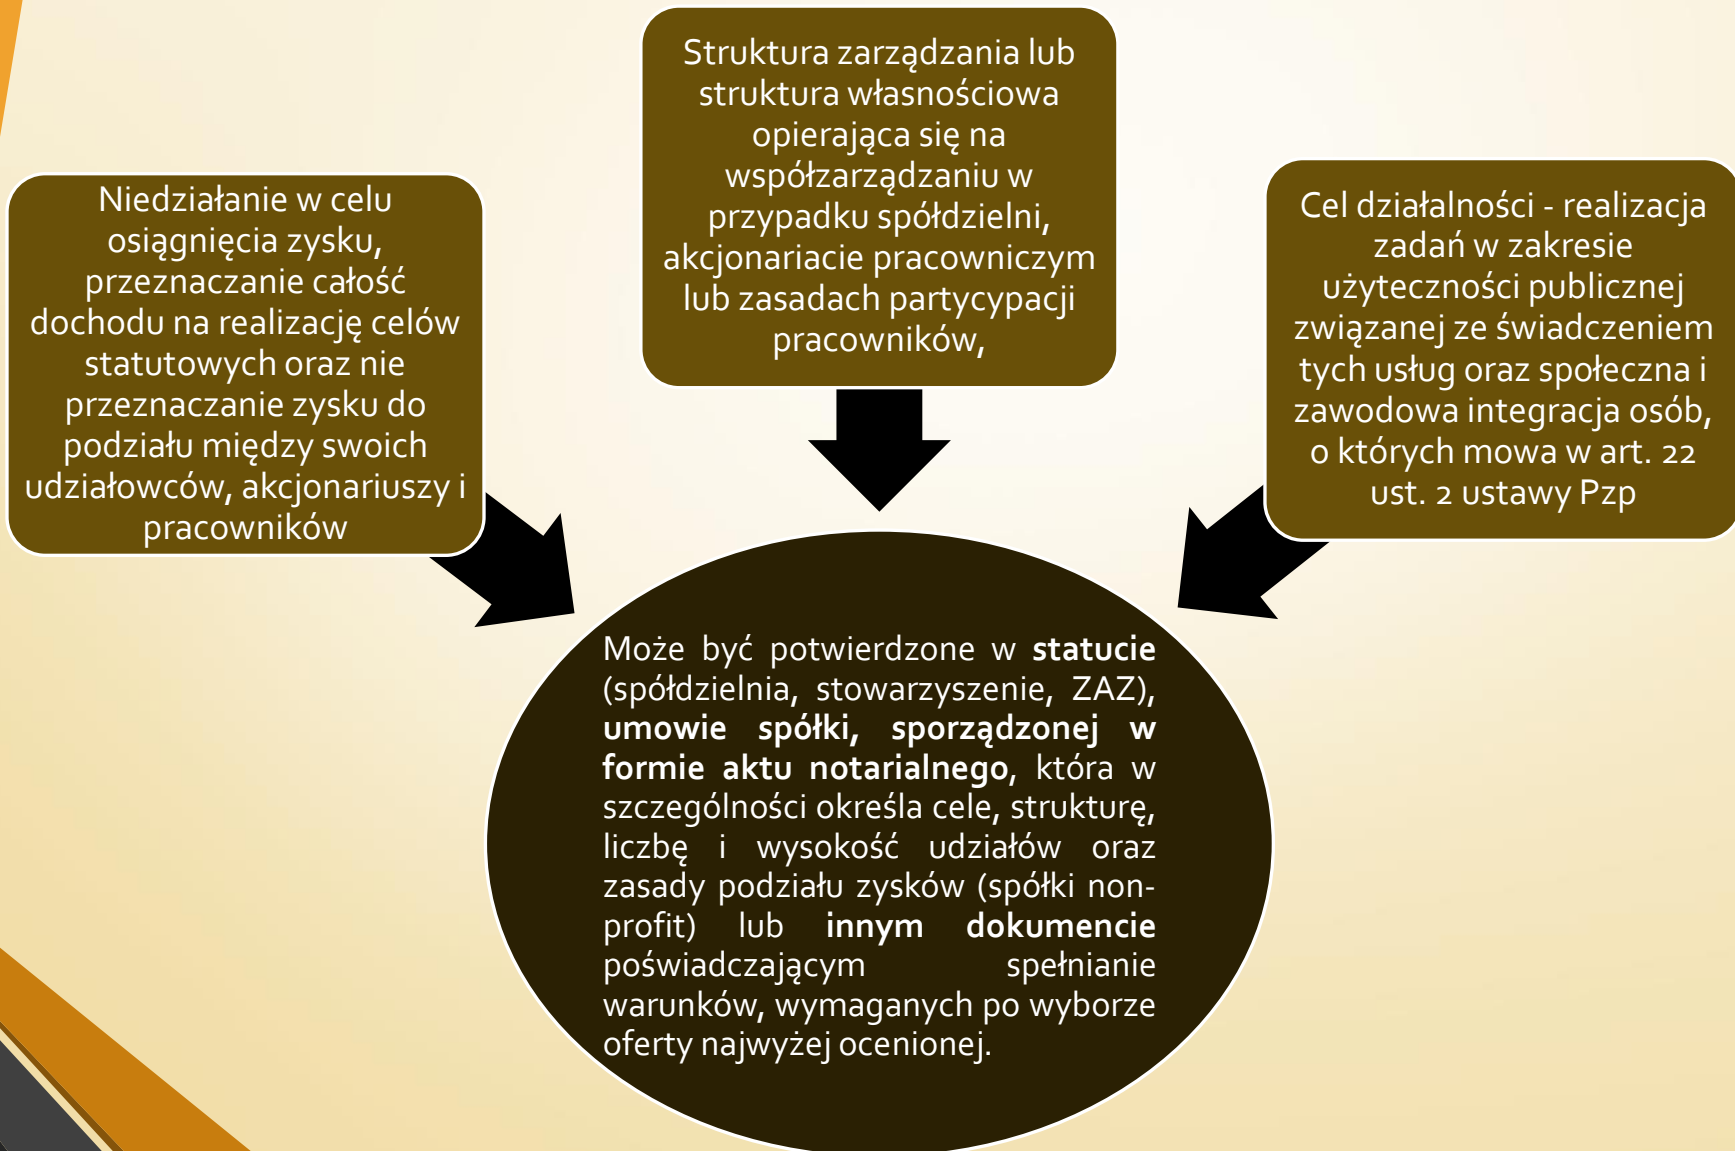 Struktura zarządzania lub
struktura własnościowa
opierająca się na
współzarządzaniu w
przypadku spółdzielni,
akcjonariacie pracowniczym
lub zasadach partycypacji
pracowników,
Niedziałanie w celu
osiągnięcia zysku,
przeznaczanie całość
dochodu na realizację celów
statutowych oraz nie
przeznaczanie zysku do
podziału między swoich
udziałowców, akcjonariuszy i
pracowników
Cel działalności - realizacja
zadań w zakresie
użyteczności publicznej
związanej ze świadczeniem
tych usług oraz społeczna i
zawodowa integracja osób,
o których mowa w art. 22
ust. 2 ustawy Pzp
Może być potwierdzone w statucie
(spółdzielnia, stowarzyszenie, ZAZ),
umowie spółki, sporządzonej w
formie aktu notarialnego, która w
szczególności określa cele, strukturę,
liczbę i wysokość udziałów oraz
zasady podziału zysków (spółki non-
profit) lub innym dokumencie
poświadczającym spełnianie
warunków, wymaganych po wyborze
oferty najwyżej ocenionej.